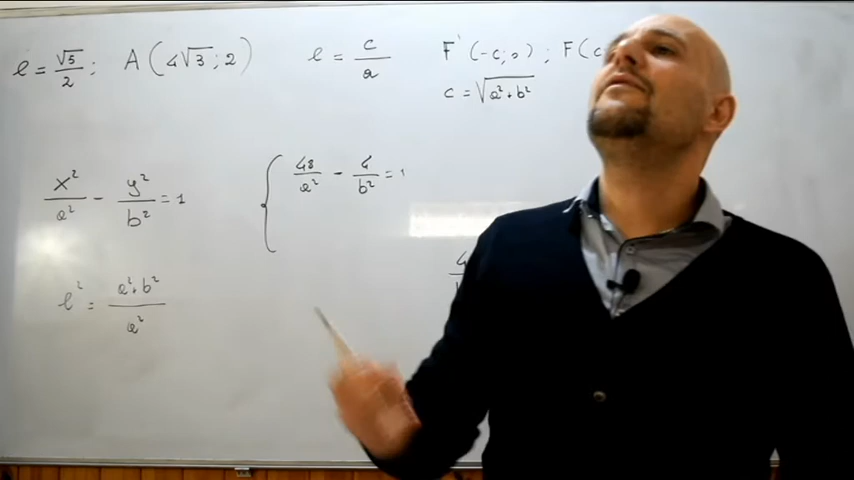 e = √5/2 ; A(4√3 ; 2) e = c/a F'(-c;0) ; F(c
c = √(a²+b²)
x²/a² - y²/b² = 1 { 48/a² - 4/b² = 1
e² = (a²+b²)/a² 4